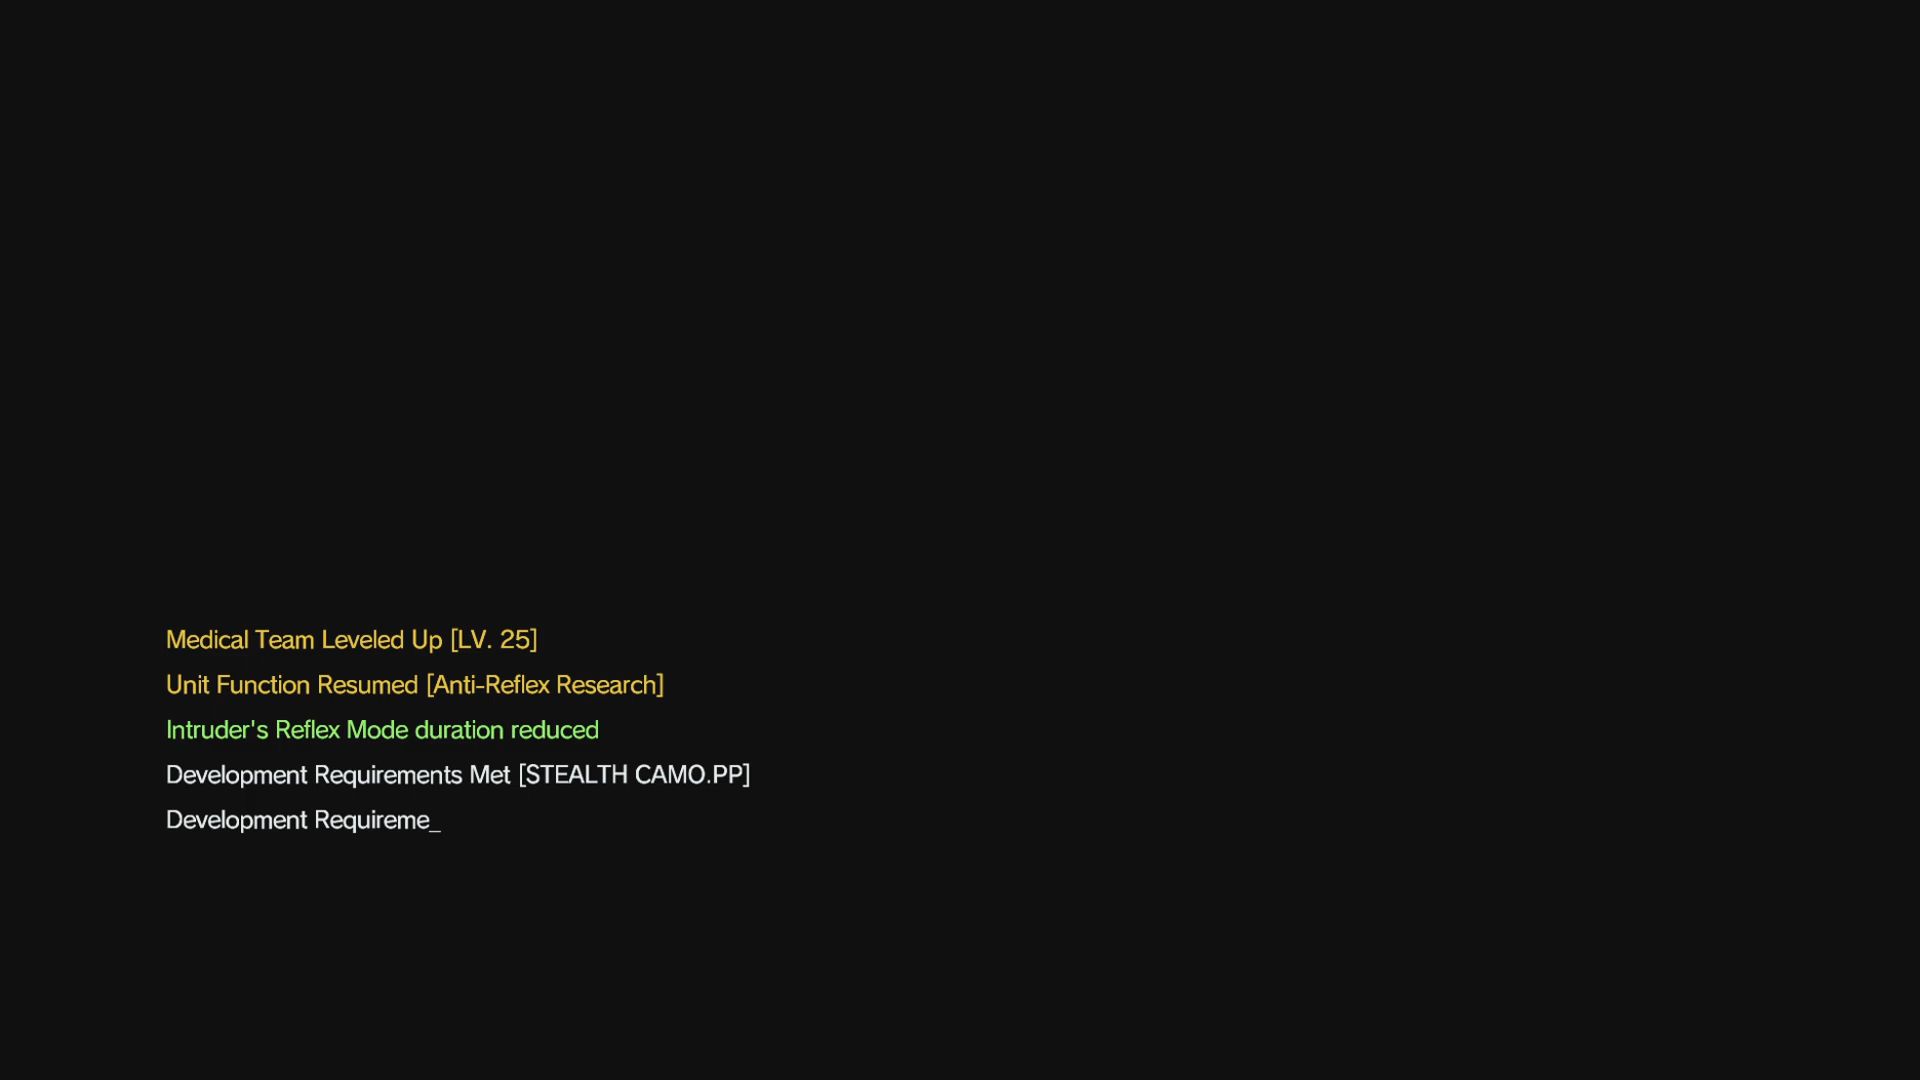 Medical Team Leveled Up [LV. 25]
Unit Function Resumed [Anti-Reflex Research]
Intruder's Reflex Mode duration reduced
Development Requirements Met [STEALTH CAMO.PP]
Development Requireme_